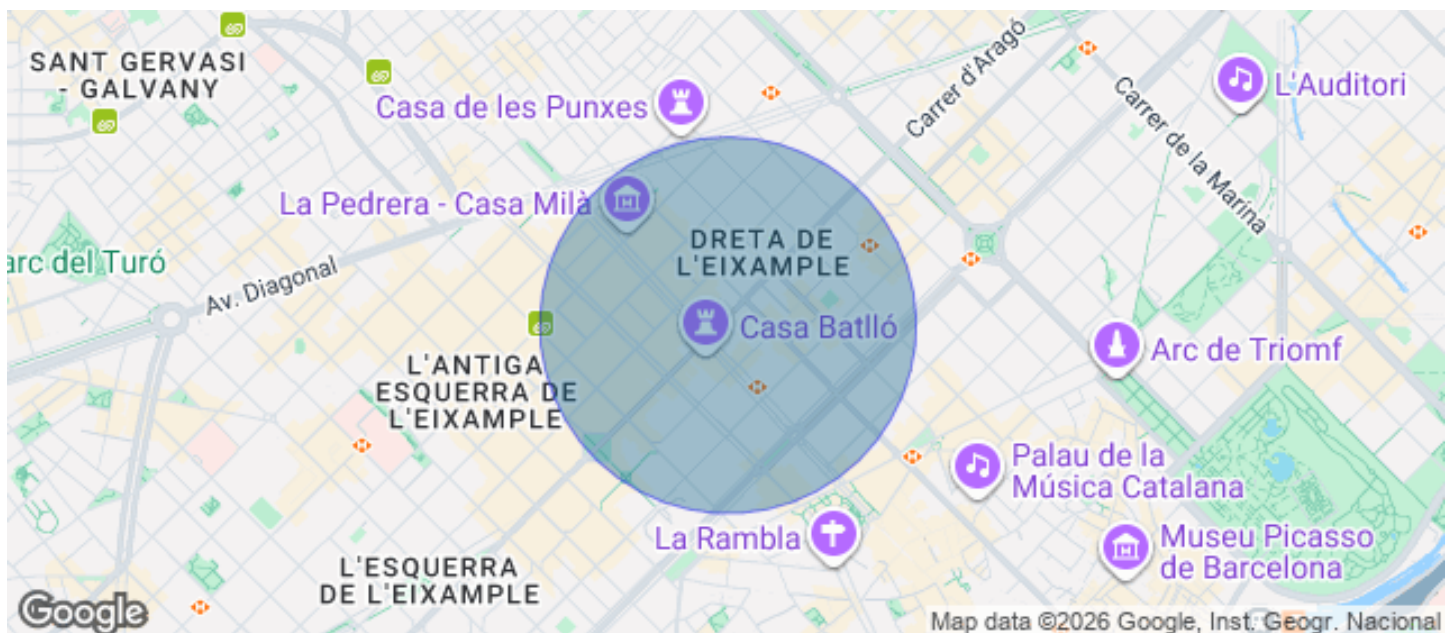 SANT GERVASI
- GALVANY
Casa de les Punxes
Carrer d'Aragó
L'Auditori
Carrer de la Marina
La Pedrera - Casa Milà
DRETA DE
L'EIXAMPLE
arc del Turó
Av. Diagonal
Casa Batlló
Arc de Triomf
L'ANTIGA
ESQUERRA DE
L'EIXAMPLE
Palau de la
Música Catalana
La Rambla
Museu Picasso
de Barcelona
L'ESQUERRA
DE L'EIXAMPLE
Google
Map data ©2026 Google, Inst. Geogr. Nacional